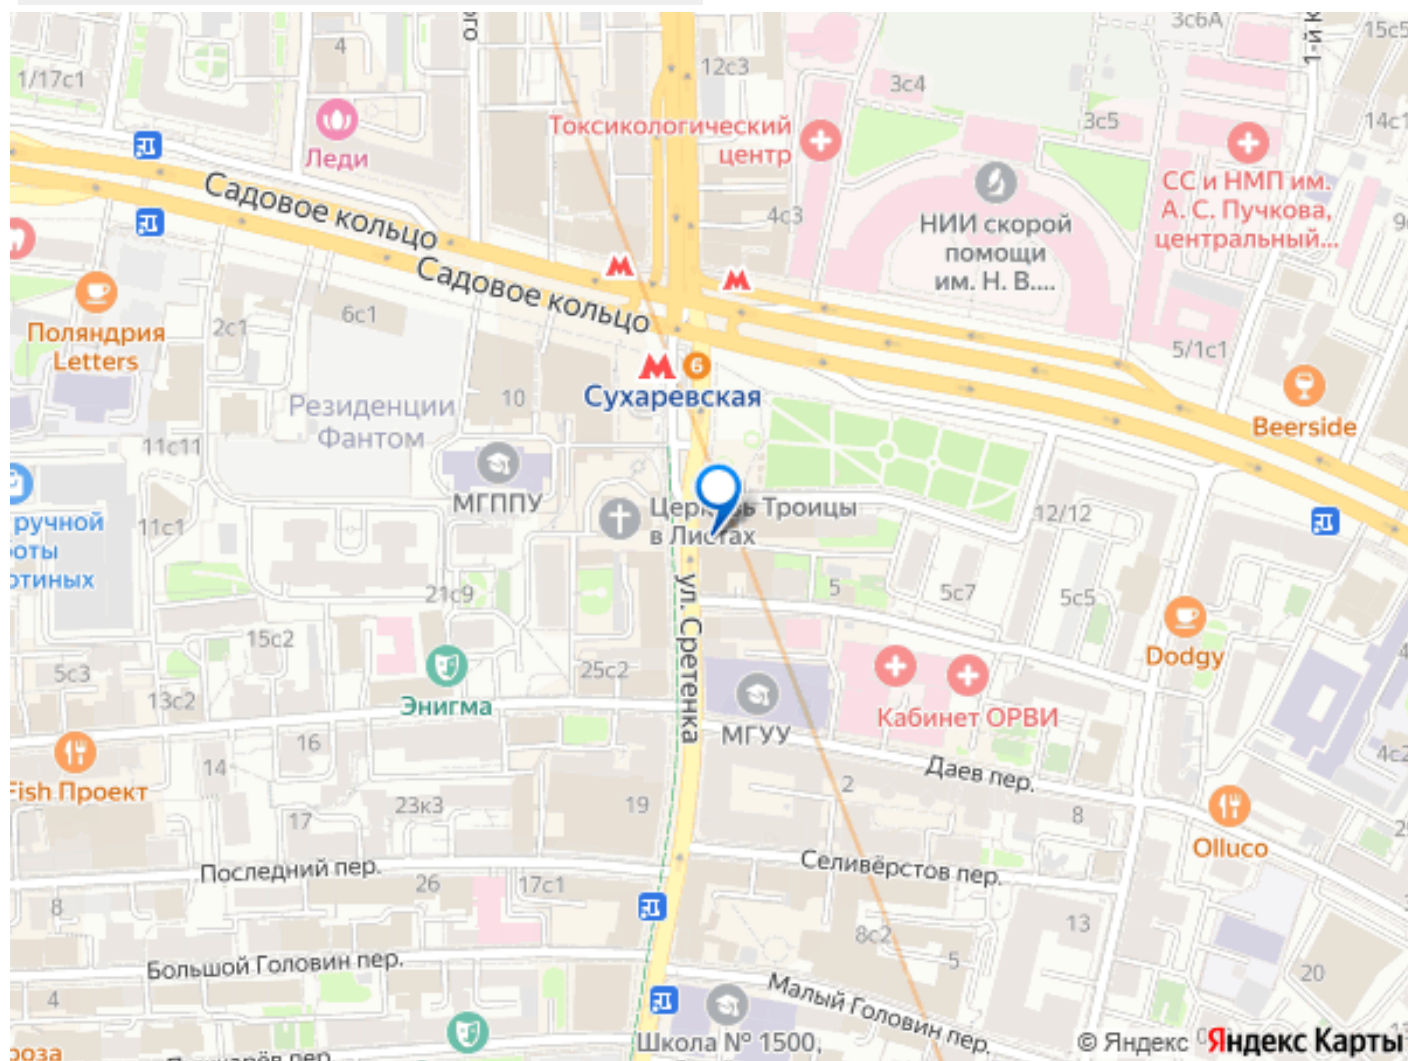 4
12с3
3с6А
3с4
15с5
1/17с1
Токсикологический
центр
3с5
14с1
Леди
СС и НМП им.
А. С. Пучкова,
центральный...
Садовое кольцо
4с3
НИИ скорой
помощи
им. Н. В....
Садовое кольцо
6с1
2с1
Поляндрия
Letters
5/1с1
Сухаревская
6
10
Резиденции
Фантом
Beerside
11с11
МГППУ
ручной
11с1
Троицы
в Листах
12/12
21с9
5
5с7
5с5
ул. Сретенка
15с2
5с3
25с2
13с2
Энигма
Dodgy
Кабинет ОРВИ
МГУУ
16
14
4с2
Fish Проект
Даев пер.
2
8
23к3
19
17
Olluco
Последний пер.
Селивёрстов пер.
26
17с1
8
13
8с2
5
Большой Головин пер.
20
4
Малый Головин пер.
Школа № 1500,
© Яндекс
Яндекс Карты